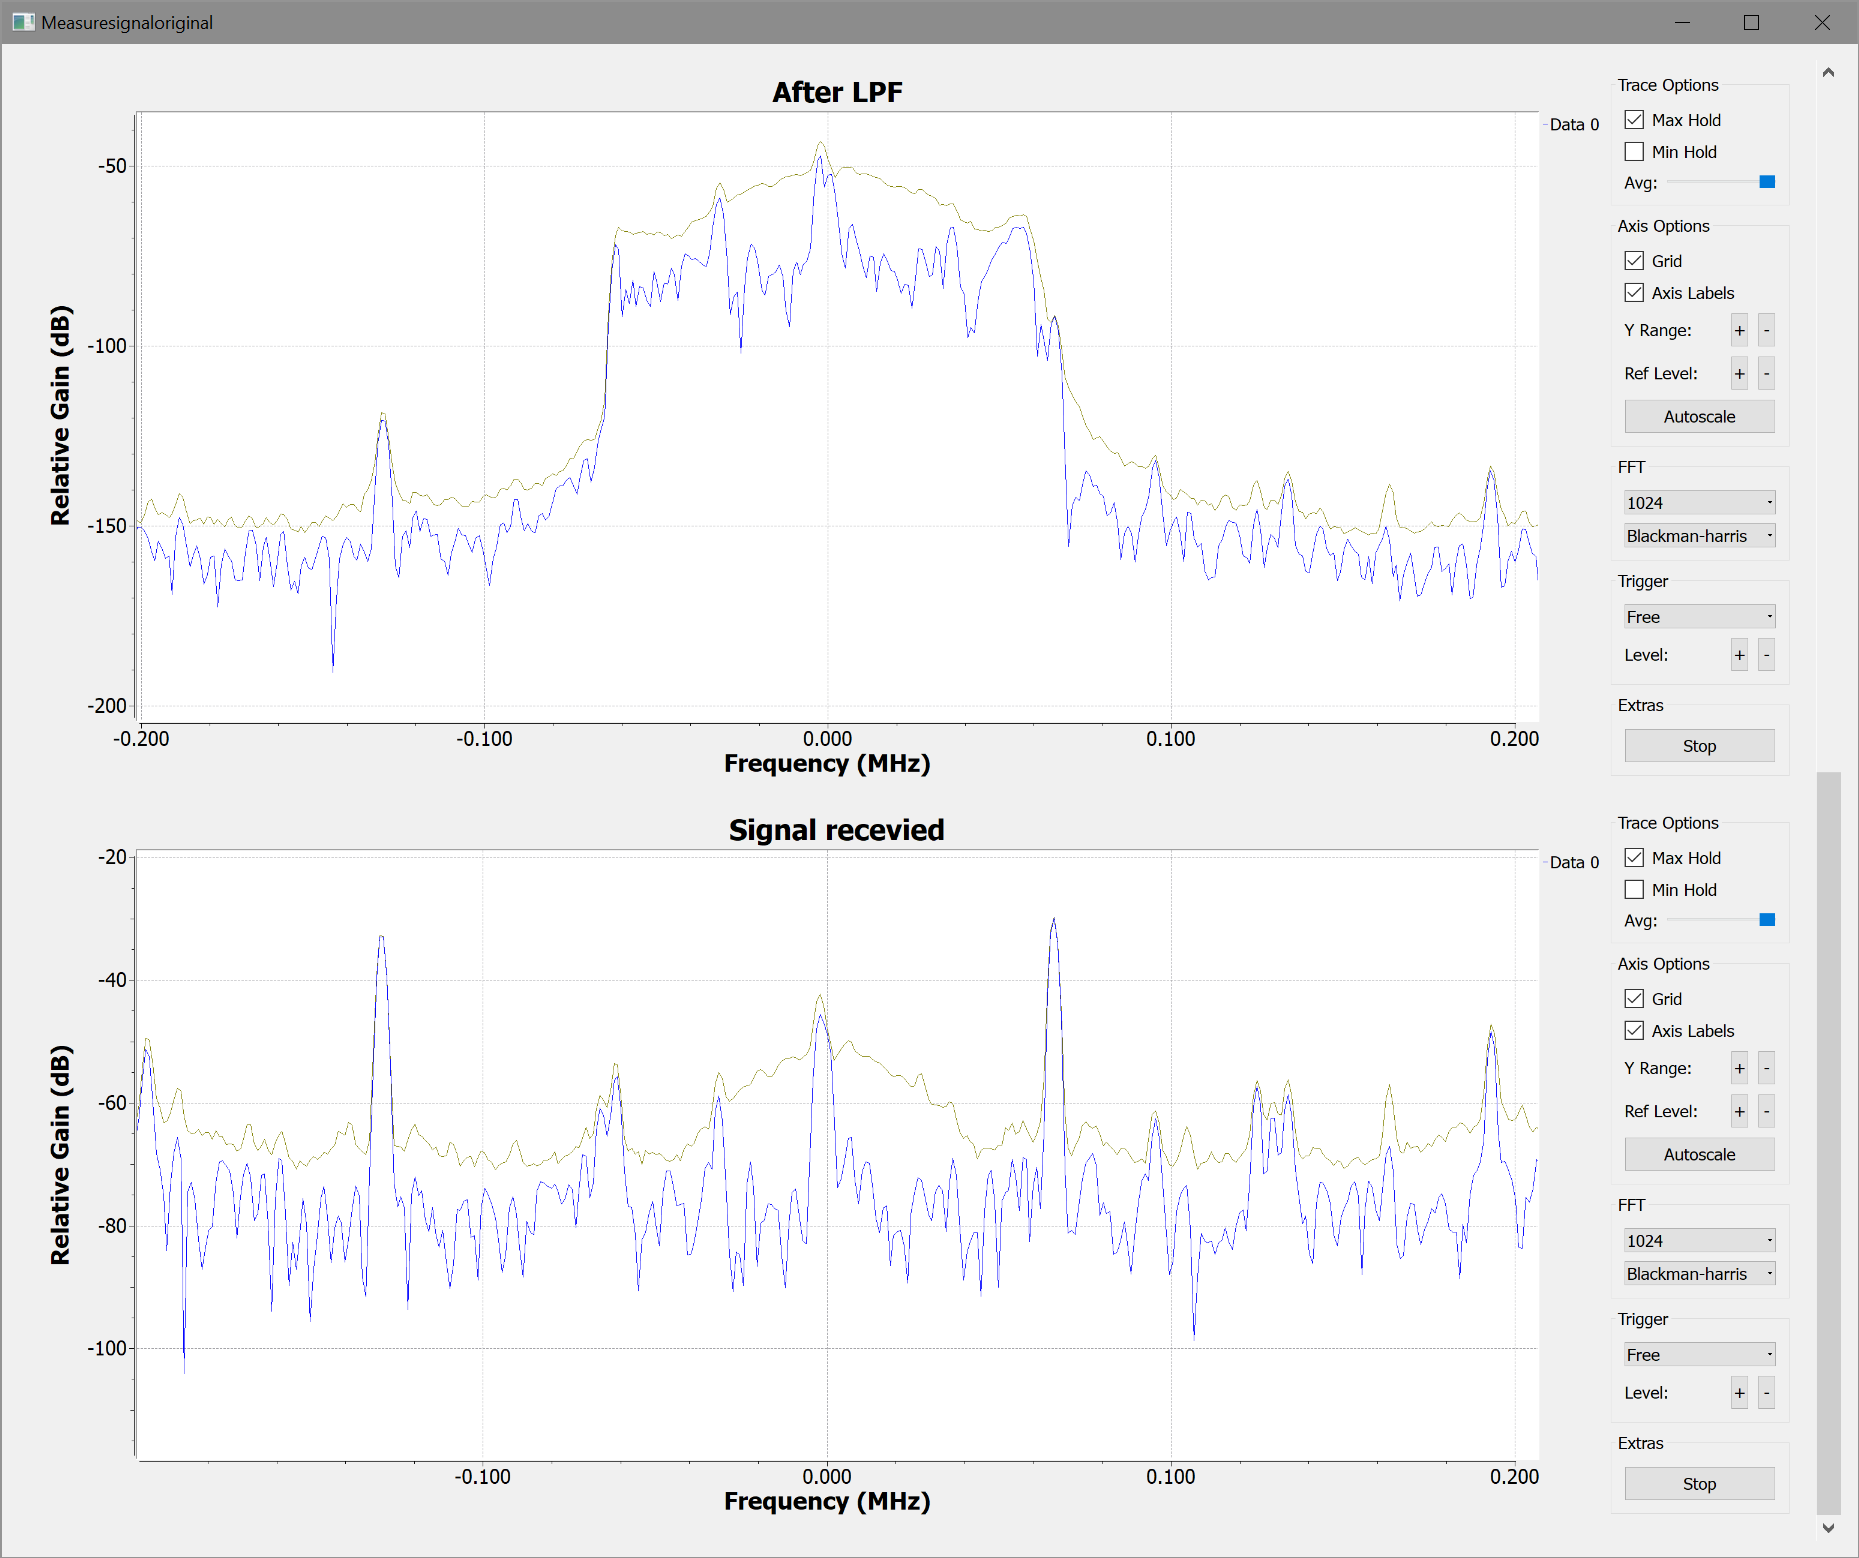 Measuresignaloriginal
After LPF
Data 0
Relative Gain (dB)
-50
-100
-150
-200
-0.200 -0.100 0.000 0.100 0.200
Frequency (MHz)
Trace Options
Max Hold
Min Hold
Avg:
Axis Options
Grid
Axis Labels
Y Range: + -
Ref Level: + -
Autoscale
FFT
1024
Blackman-harris
Trigger
Free
Level: + -
Extras
Stop
Signal recevied
Data 0
Relative Gain (dB)
-20
-40
-60
-80
-100
-0.100 0.000 0.100 0.200
Frequency (MHz)
Trace Options
Max Hold
Min Hold
Avg:
Axis Options
Grid
Axis Labels
Y Range: + -
Ref Level: + -
Autoscale
FFT
1024
Blackman-harris
Trigger
Free
Level: + -
Extras
Stop